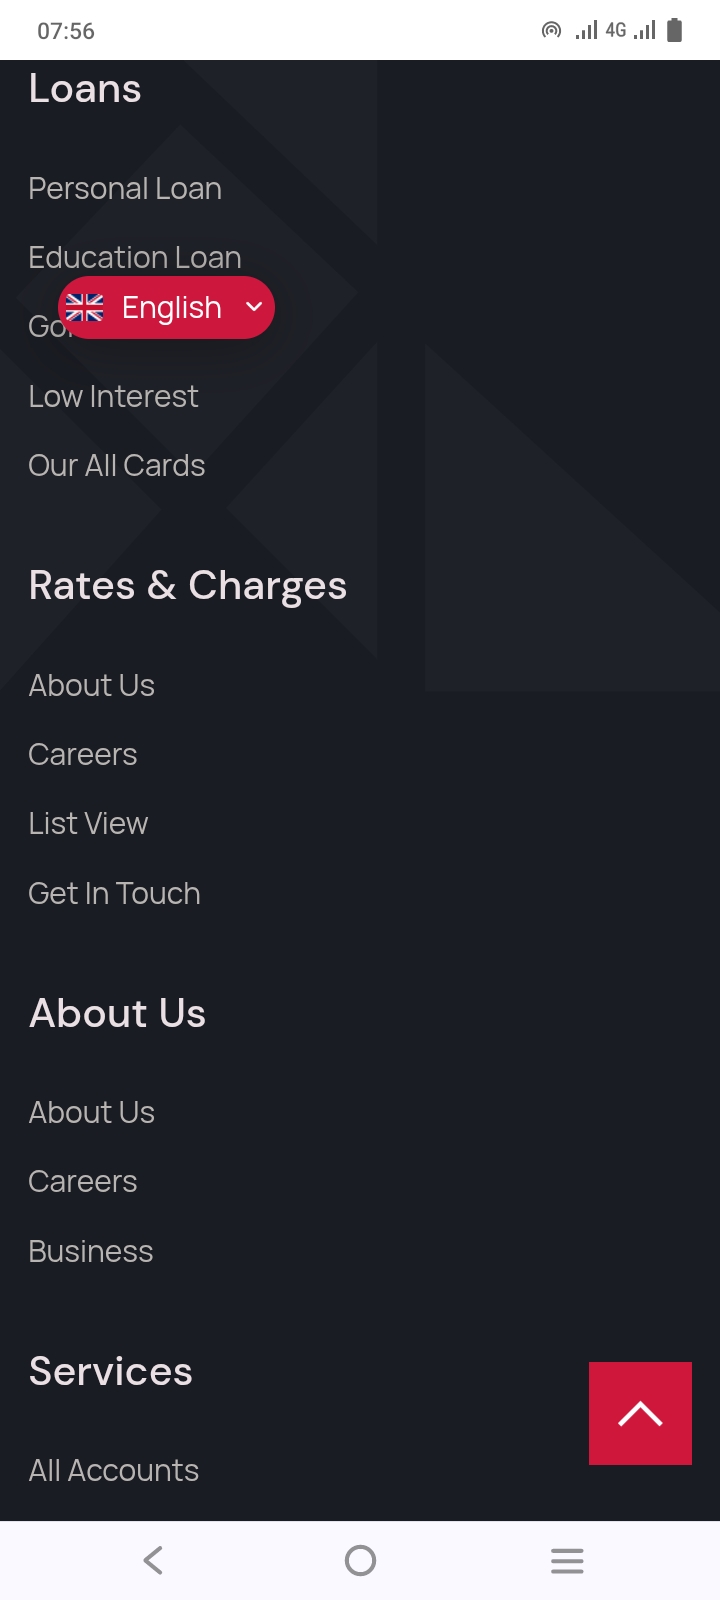 07:56
4G
Loans
Personal Loan
Education Loan
English
Low Interest
Our All Cards
Rates & Charges
About Us
Careers
List View
Get In Touch
About Us
About Us
Careers
Business
Services
All Accounts